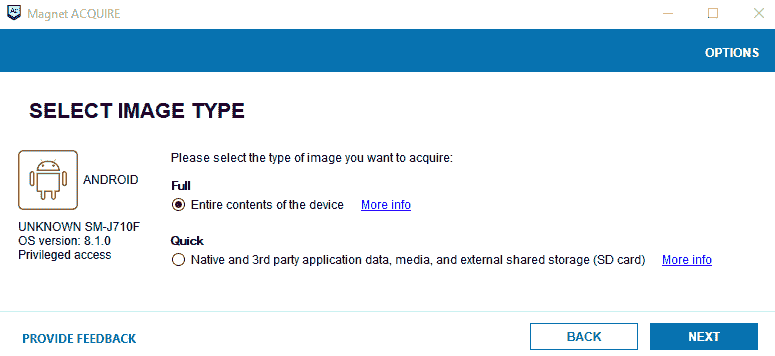 Magnet ACQUIRE
OPTIONS
SELECT IMAGE TYPE
ANDROID
UNKNOWN SM-J710F
OS version: 8.1.0
Privileged access
Please select the type of image you want to acquire:
Full
Entire contents of the device More info
Quick
Native and 3rd party application data, media, and external shared storage (SD card) More info
PROVIDE FEEDBACK
BACK
NEXT